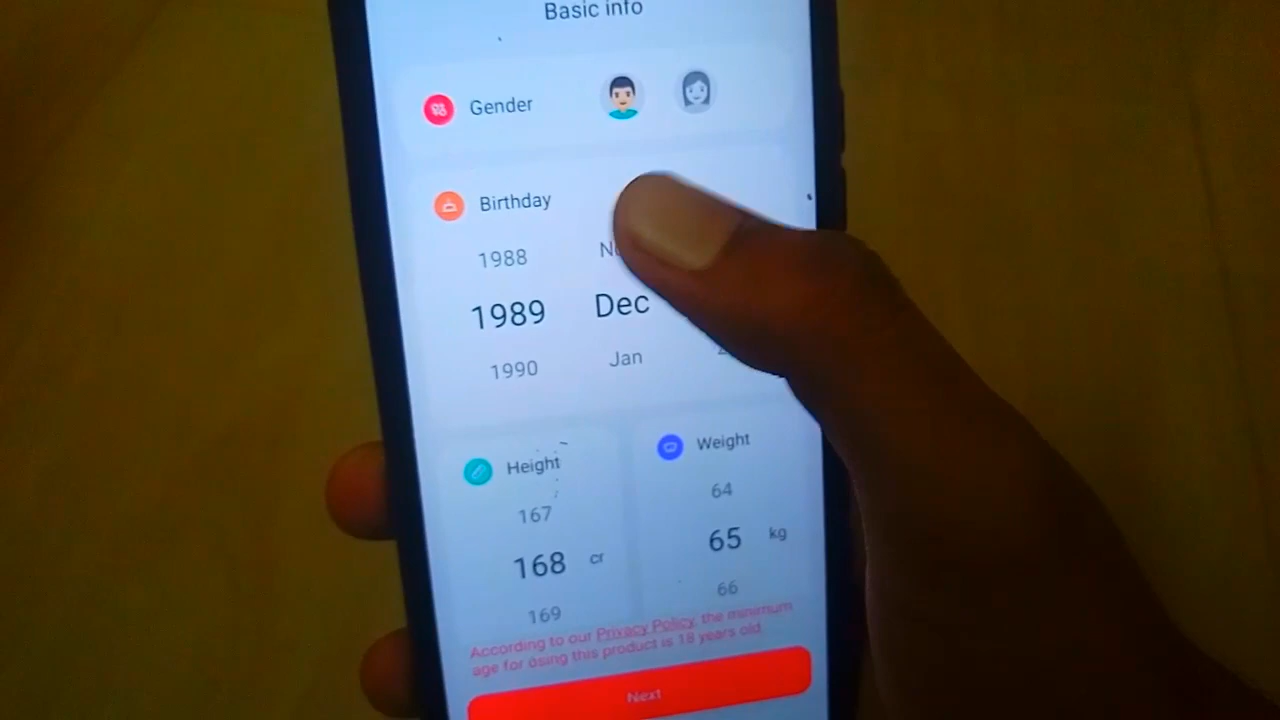 Basic info
Gender
Birthday
1988
1989 Dec
1990 Jan
Height
Weight
167
64
168 cr
65 kg
169
66
According to our Privacy Policy, the minimum
age for using this product is 18 years old
Next